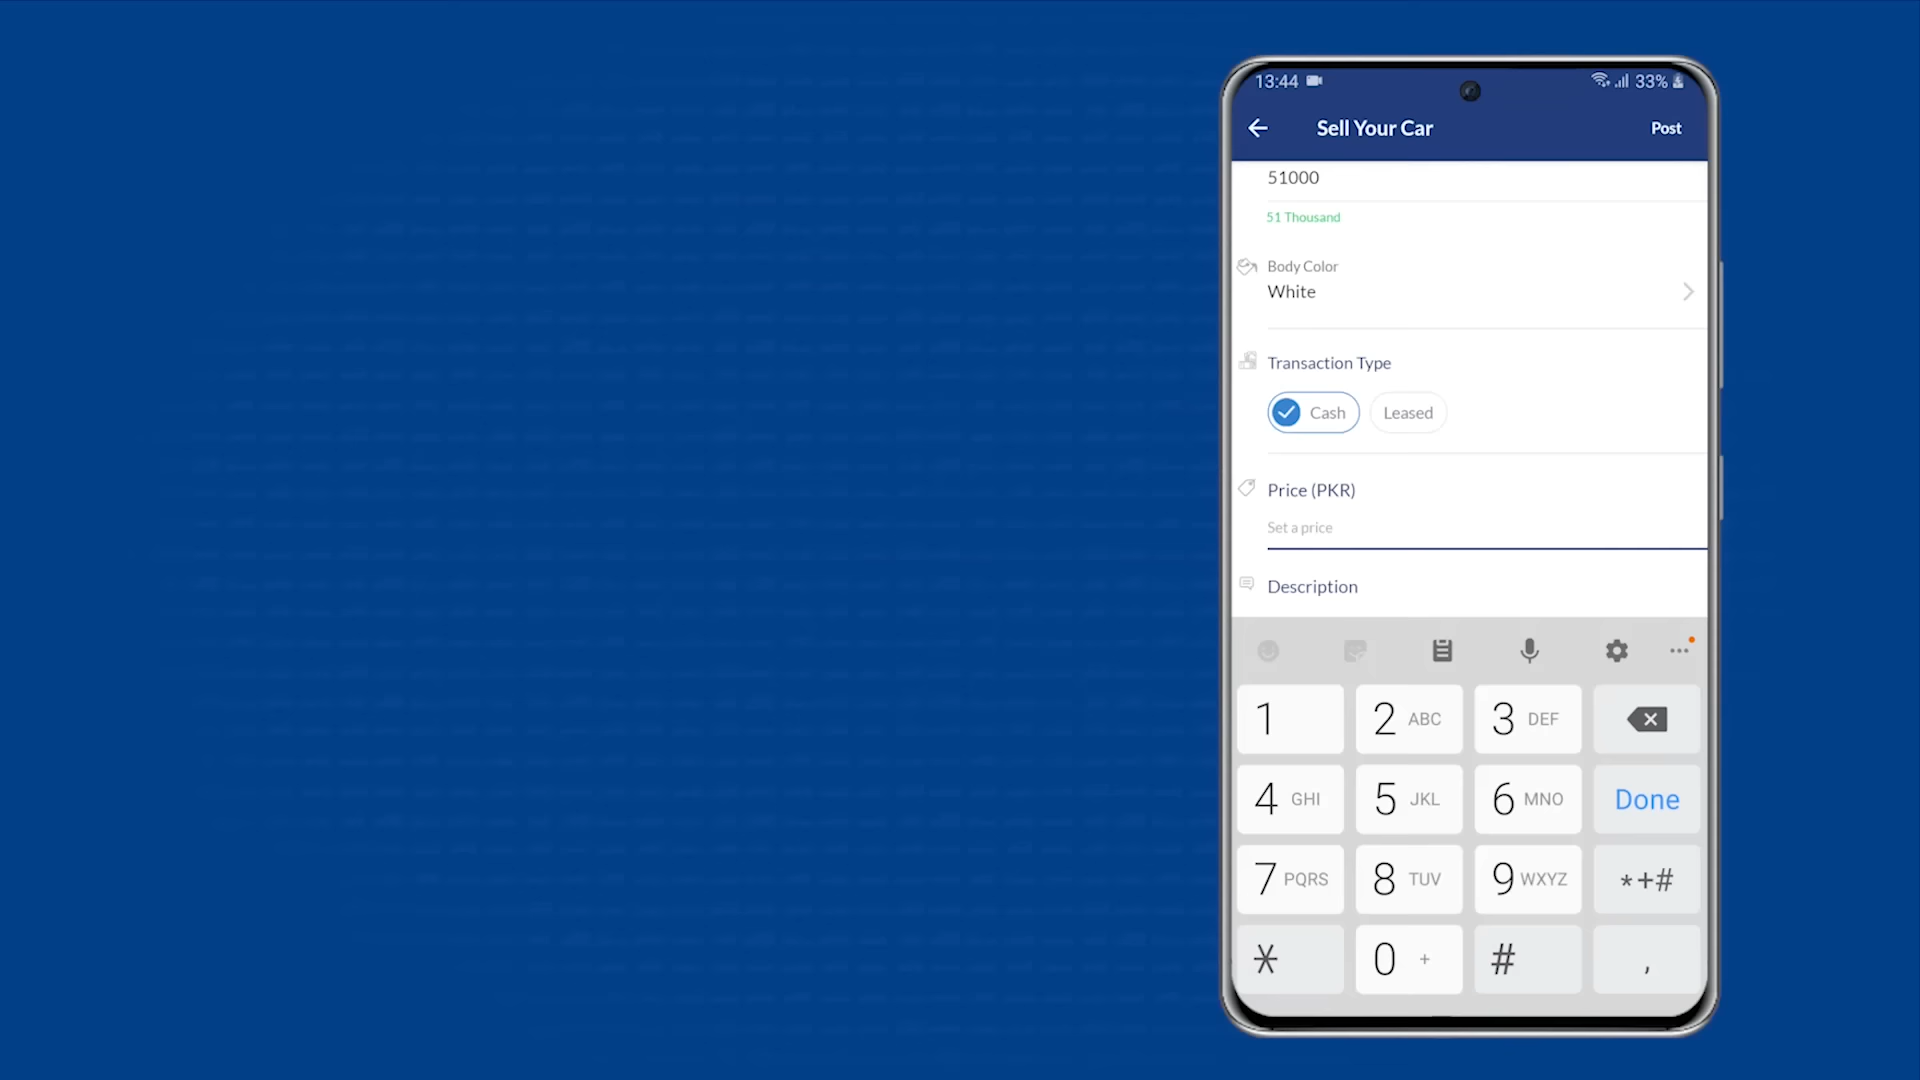 13:44 33%
Sell Your Car Post
51000
51 Thousand
Body Color
White
Transaction Type
Cash Leased
Price (PKR)
Set a price
Description
1 2 ABC 3 DEF
4 GHI 5 JKL 6 MNO Done
7 PQRS 8 TUV 9 WXYZ *+#
* 0 + # ,